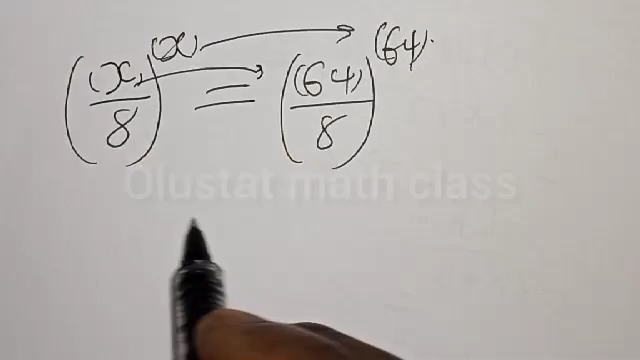 (x/8)^(x) = ((64)/8)^(64).
Olustat math class